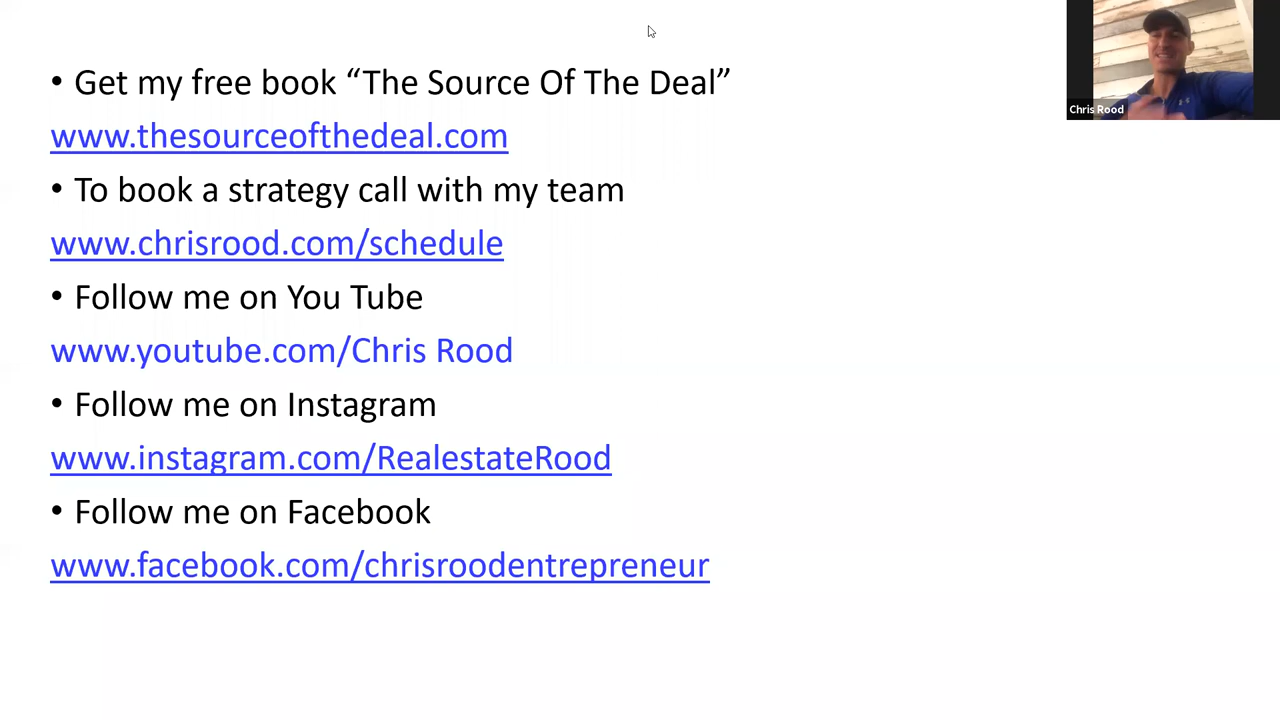 • Get my free book “The Source Of The Deal”
www.thesourceofthedeal.com
• To book a strategy call with my team
www.chrisrood.com/schedule
• Follow me on You Tube
www.youtube.com/Chris Rood
• Follow me on Instagram
www.instagram.com/RealestateRood
• Follow me on Facebook
www.facebook.com/chrisroodentrepreneur
Chris Rood